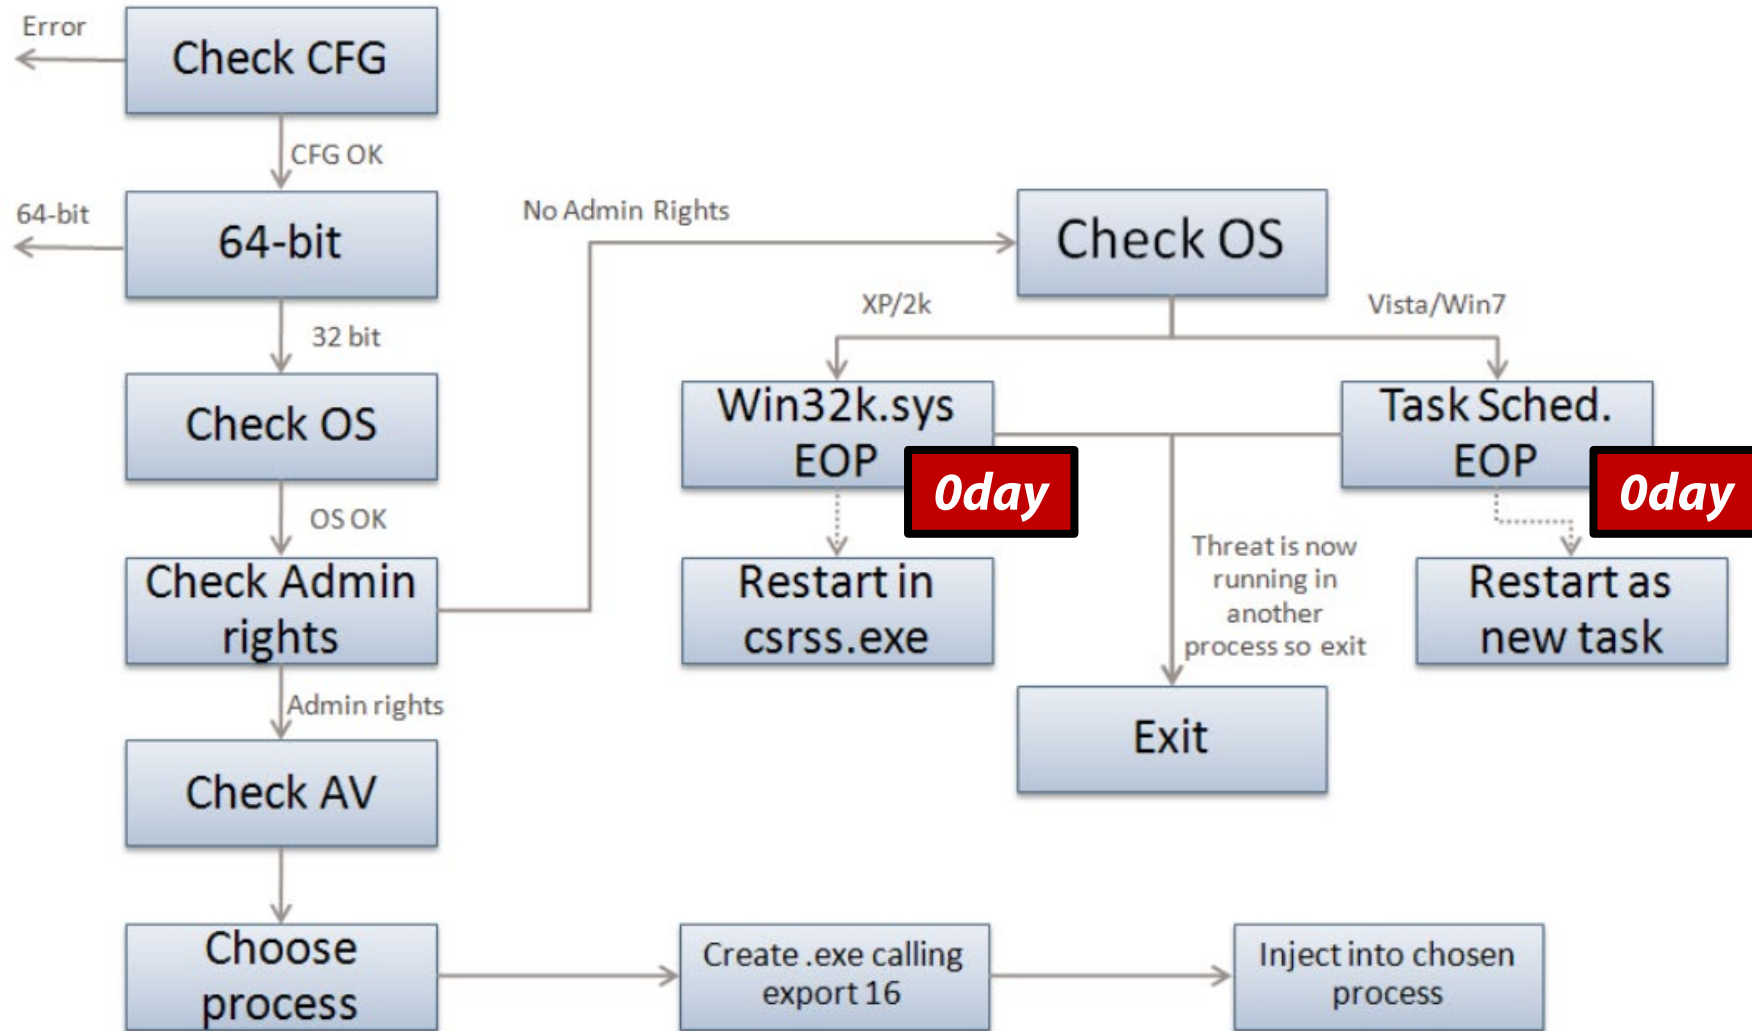 Error
Check CFG
CFG OK
64-bit
64-bit
32 bit
Check OS
OS OK
Check Admin
rights
Admin rights
Check AV
Choose
process
Create .exe calling
export 16
Inject into chosen
process
No Admin Rights
Check OS
XP/2k
Vista/Win7
Win32k.sys
EOP
0day
Task Sched.
EOP
0day
Restart in
csrss.exe
Threat is now
running in
another
process so exit
Restart as
new task
Exit